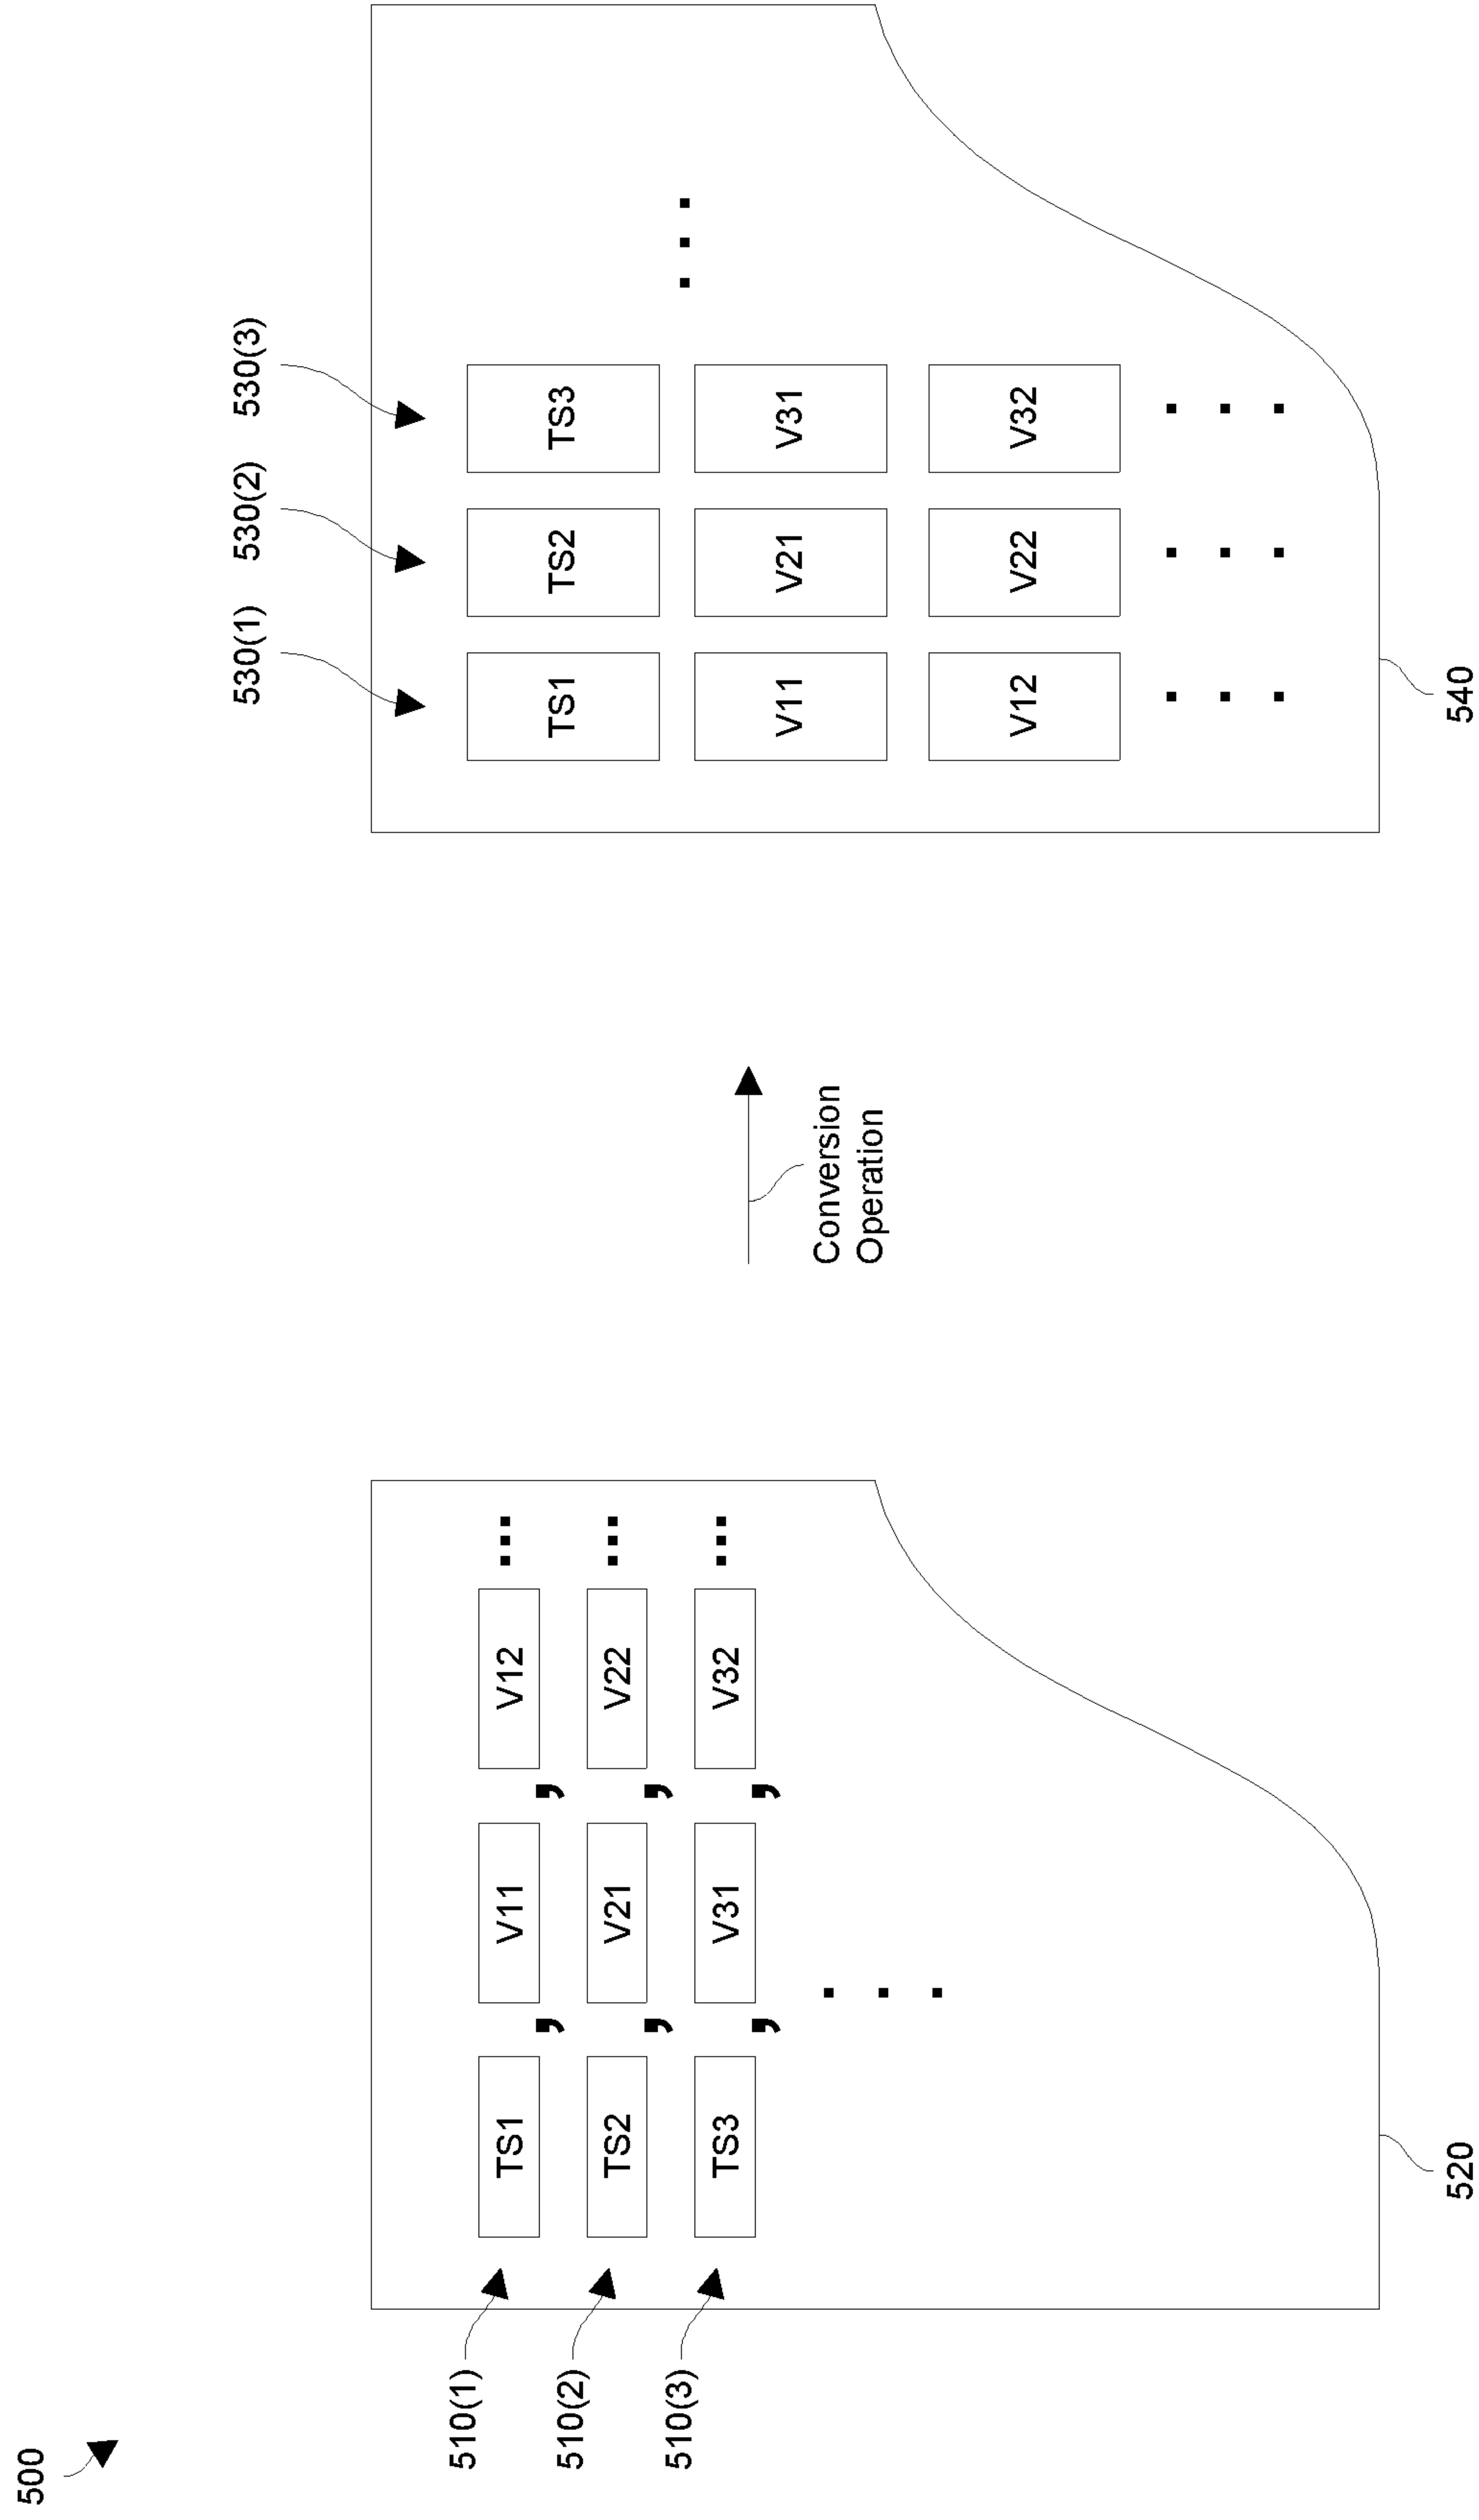 500
510(1)
TS1 , V11 , V12 ...
510(2)
TS2 , V21 , V22 ...
510(3)
TS3 , V31 , V32 ...
520
Conversion
Operation
530(1) 530(2) 530(3)
TS1 TS2 TS3
V11 V21 V31
V12 V22 V32
540